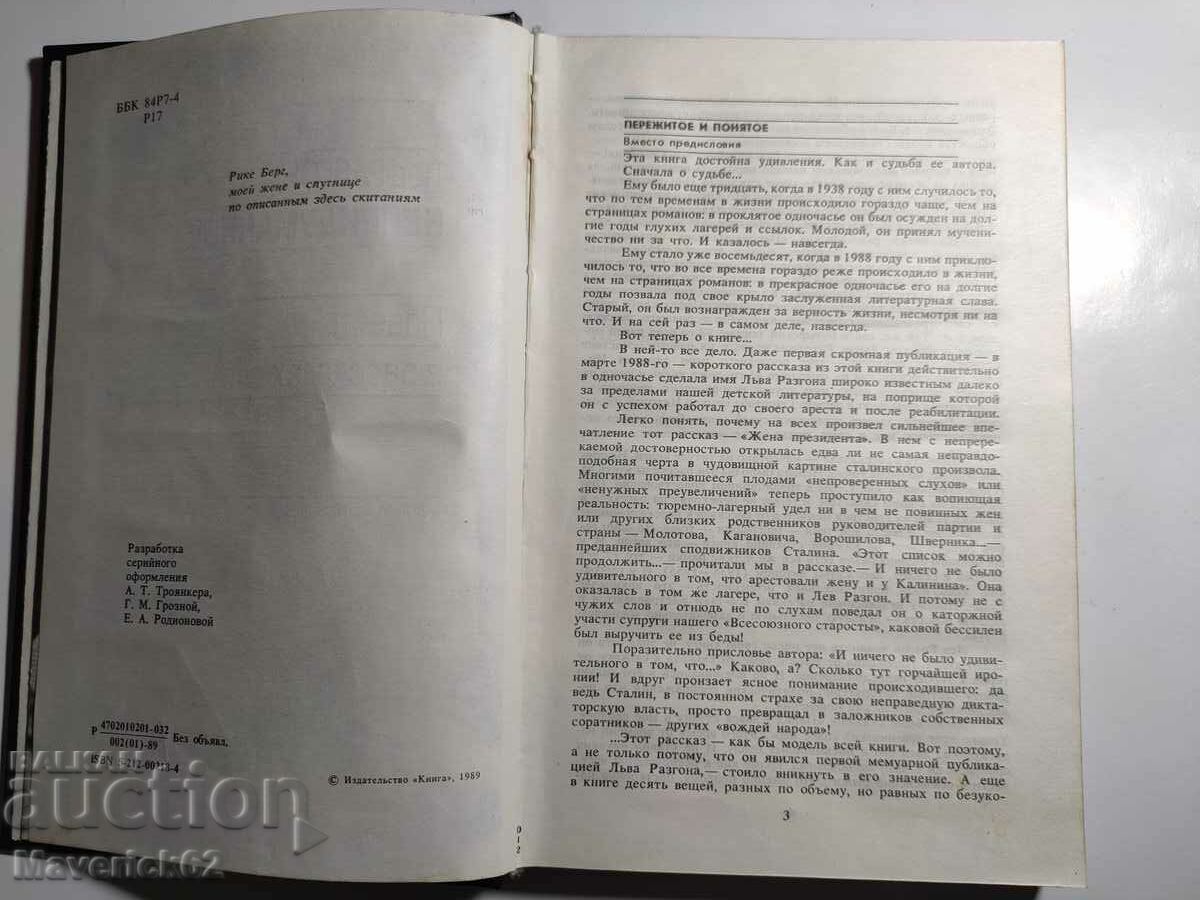 ББК 84Р7-4
Р17
Рике Берг,
моей жене и спутнице
по описанным здесь скитаниям
Разработка
серийного
оформления
А. Т. Троянкера,
Г. М. Грозной,
Е. А. Родионовой
Р 4702010201-032 Без объявл.
002(01)-89
ISBN 5-212-00248-4
© Издательство «Книга», 1989
ПЕРЕЖИТОЕ И ПОНЯТОЕ
Вместо предисловия
Эта книга достойна удивления. Как и судьба ее автора.
Сначала о судьбе...
Ему было еще тридцать, когда в 1938 году с ним случилось то,
что по тем временам в жизни происходило гораздо чаще, чем на
страницах романов: в проклятое одночасье он был осужден на дол-
гие годы глухих лагерей и ссылок. Молодой, он принял мучени-
чество ни за что. И казалось — навсегда.
Ему стало уже восемьдесят, когда в 1988 году с ним приклю-
чилось то, что во все времена гораздо реже происходило в жизни,
чем на страницах романов: в прекрасное одночасье его на долгие
годы позвала под свое крыло заслуженная литературная слава.
Старый, он был вознагражден за верность жизни, несмотря ни на
что. И на сей раз — в самом деле, навсегда.
Вот теперь о книге...
В ней-то все дело. Даже первая скромная публикация — в
марте 1988-го — короткого рассказа из этой книги действительно
в одночасье сделала имя Льва Разгона широко известным далеко
за пределами нашей детской литературы, на поприще которой
он с успехом работал до своего ареста и после реабилитации.
Легко понять, почему на всех произвел сильнейшее впе-
чатление тот рассказ — «Жена президента». В нем с непрере-
каемой достоверностью открылась едва ли не самая неправдо-
подобная черта в чудовищной картине сталинского произвола.
Многими почитавшееся плодами «непроверенных слухов» или
«ненужных преувеличений» теперь проступило как вопиющая
реальность: тюремно-лагерный удел ни в чем не повинных жен
или других близких родственников руководителей партии и
страны — Молотова, Кагановича, Ворошилова, Шверника...—
преданнейших сподвижников Сталина. «Этот список можно
продолжить...— прочитали мы в рассказе.— И ничего не было
удивительного в том, что арестовали жену и у Калинина». Она
оказалась в том же лагере, что и Лев Разгон. И потому не с
чужих слов и отнюдь не по слухам поведал он о каторжной
участи супруги нашего «Всесоюзного старосты», каковой бессилен
был выручить ее из беды!
Поразительно присловье автора: «И ничего не было удиви-
тельного в том, что...» Каково, а? Сколько тут горчайшей иро-
нии! И вдруг пронзает ясное понимание происходившего: да
ведь Сталин, в постоянном страхе за свою неправедную дикта-
торскую власть, просто превращал в заложников собственных
соратников — других «вождей народа»!
...Этот рассказ — как бы модель всей книги. Вот поэтому,
а не только потому, что он явился первой мемуарной публика-
цией Льва Разгона,— стоило вникнуть в его значение. А еще
в книге десять вещей, разных по объему, но равных по безуко-
3
BALKAN
auction
Maverick62